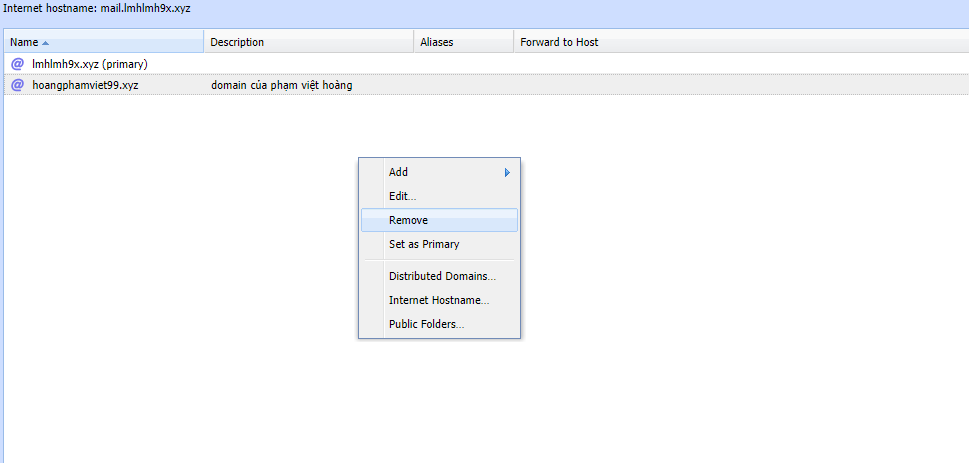 Internet hostname: mail.lmhlmh9x.xyz
Name Description Aliases Forward to Host
@ lmhlmh9x.xyz (primary)
@ hoangphamviet99.xyz domain của phạm việt hoàng
Add
Edit...
Remove
Set as Primary
Distributed Domains...
Internet Hostname...
Public Folders...